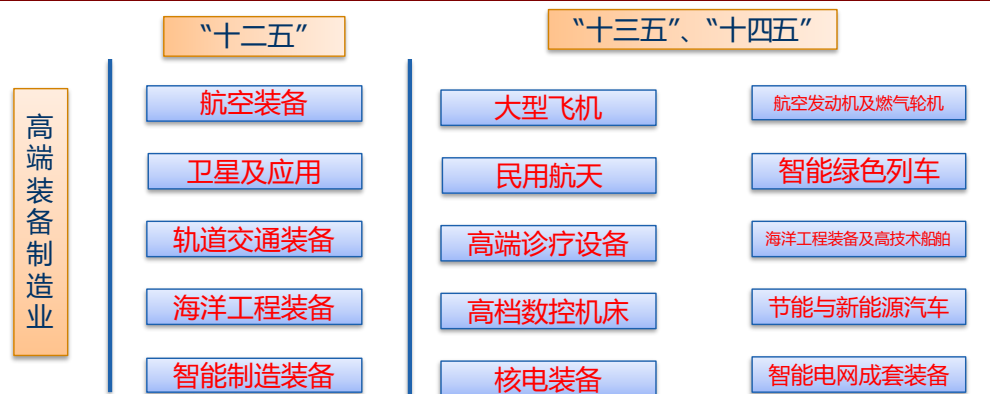 “十二五”
“十三五”、“十四五”
高端装备制造业
航空装备
卫星及应用
轨道交通装备
海洋工程装备
智能制造装备
大型飞机
民用航天
高端诊疗设备
高档数控机床
核电装备
航空发动机及燃气轮机
智能绿色列车
海洋工程装备及高技术船舶
节能与新能源汽车
智能电网成套装备